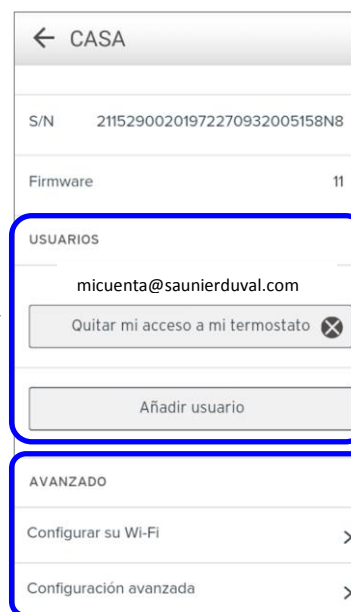 ← CASA
S/N 21152900201972270932005158N8
Firmware 11
USUARIOS
micuenta@saunierduval.com
Quitar mi acceso a mi termostato
Añadir usuario
AVANZADO
Configurar su Wi-Fi
Configuración avanzada